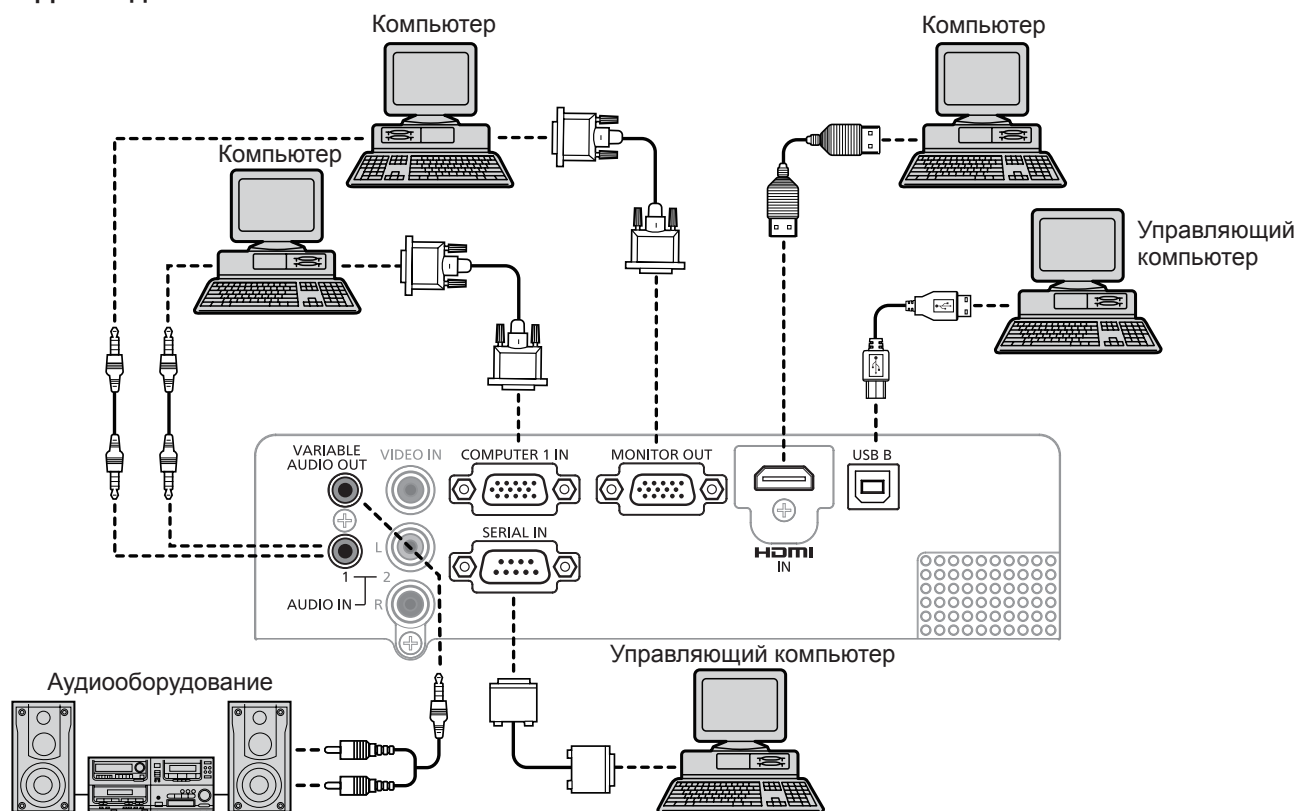 Компьютер
Компьютер
Компьютер
Управляющий
компьютер
VARIABLE
AUDIO OUT
VIDEO IN
COMPUTER 1 IN
MONITOR OUT
USB B
SERIAL IN
HDMI
IN
L
1
2
AUDIO IN
R
Управляющий компьютер
Аудиооборудование